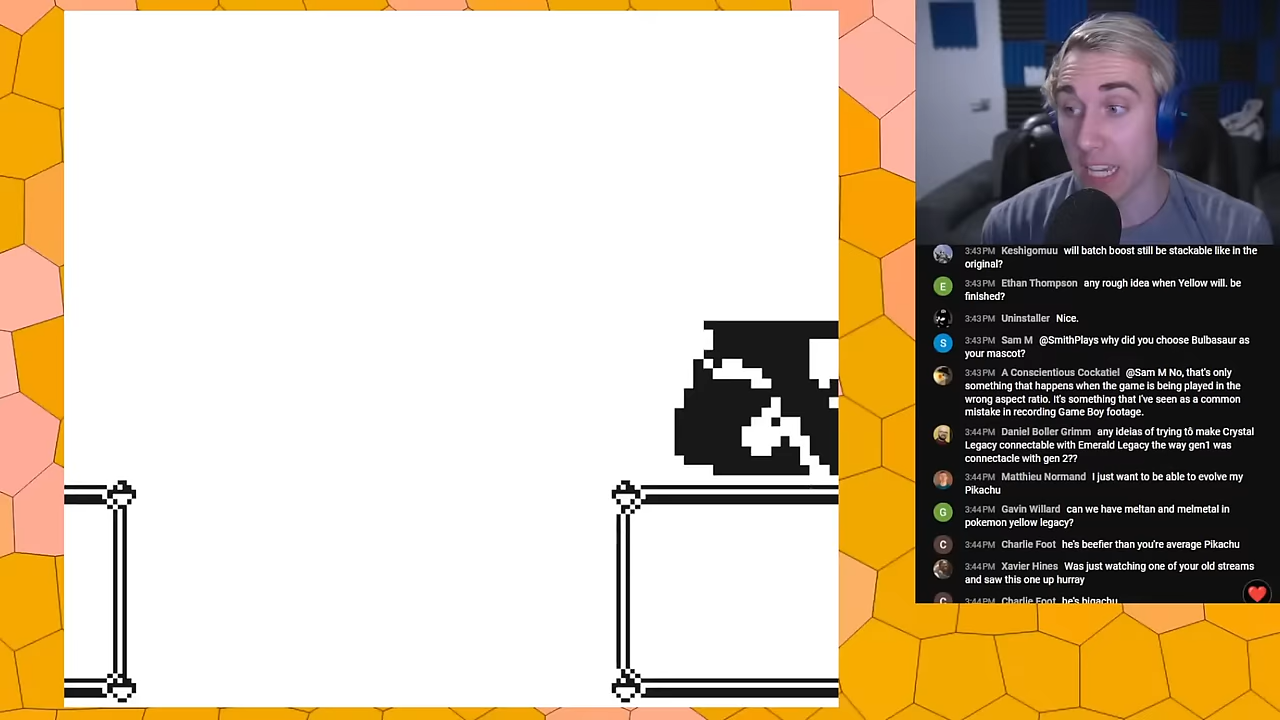 3:43 PM Keshigomuu will batch boost still be stackable like in the
original?
E
3:43 PM Ethan Thompson any rough idea when Yellow will. be
finished?
3:43 PM Uninstaller Nice.
S
3:43 PM Sam M @SmithPlays why did you choose Bulbasaur as
your mascot?
3:43 PM A Conscientious Cockatiel @Sam M No, that's only
something that happens when the game is being played in the
wrong aspect ratio. It's something that I've seen as a common
mistake in recording Game Boy footage.
3:44 PM Daniel Boller Grimm any ideias of trying tô make Crystal
Legacy connectable with Emerald Legacy the way gen1 was
connectacle with gen 2??
3:44 PM Matthieu Normand I just want to be able to evolve my
Pikachu
G
3:44 PM Gavin Willard can we have meltan and melmetal in
pokemon yellow legacy?
C
3:44 PM Charlie Foot he's beefier than you're average Pikachu
3:44 PM Xavier Hines Was just watching one of your old streams
and saw this one up hurray
C
3:44 PM Charlie Foot he's bigachu